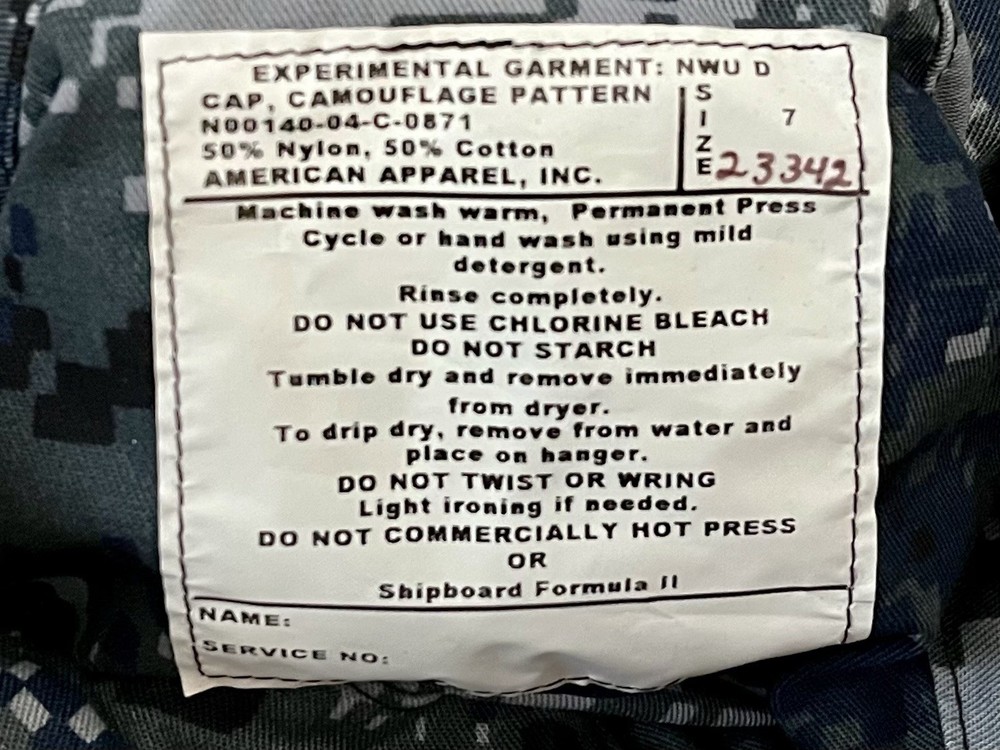 EXPERIMENTAL GARMENT: NWU D
CAP, CAMOUFLAGE PATTERN
N00140-04-C-0871
50% Nylon, 50% Cotton
AMERICAN APPAREL, INC.
SIZE
7
23342
Machine wash warm, Permanent Press
Cycle or hand wash using mild
detergent.
Rinse completely.
DO NOT USE CHLORINE BLEACH
DO NOT STARCH
Tumble dry and remove immediately
from dryer.
To drip dry, remove from water and
place on hanger.
DO NOT TWIST OR WRING
Light ironing if needed.
DO NOT COMMERCIALLY HOT PRESS
OR
Shipboard Formula II
NAME:
SERVICE NO: